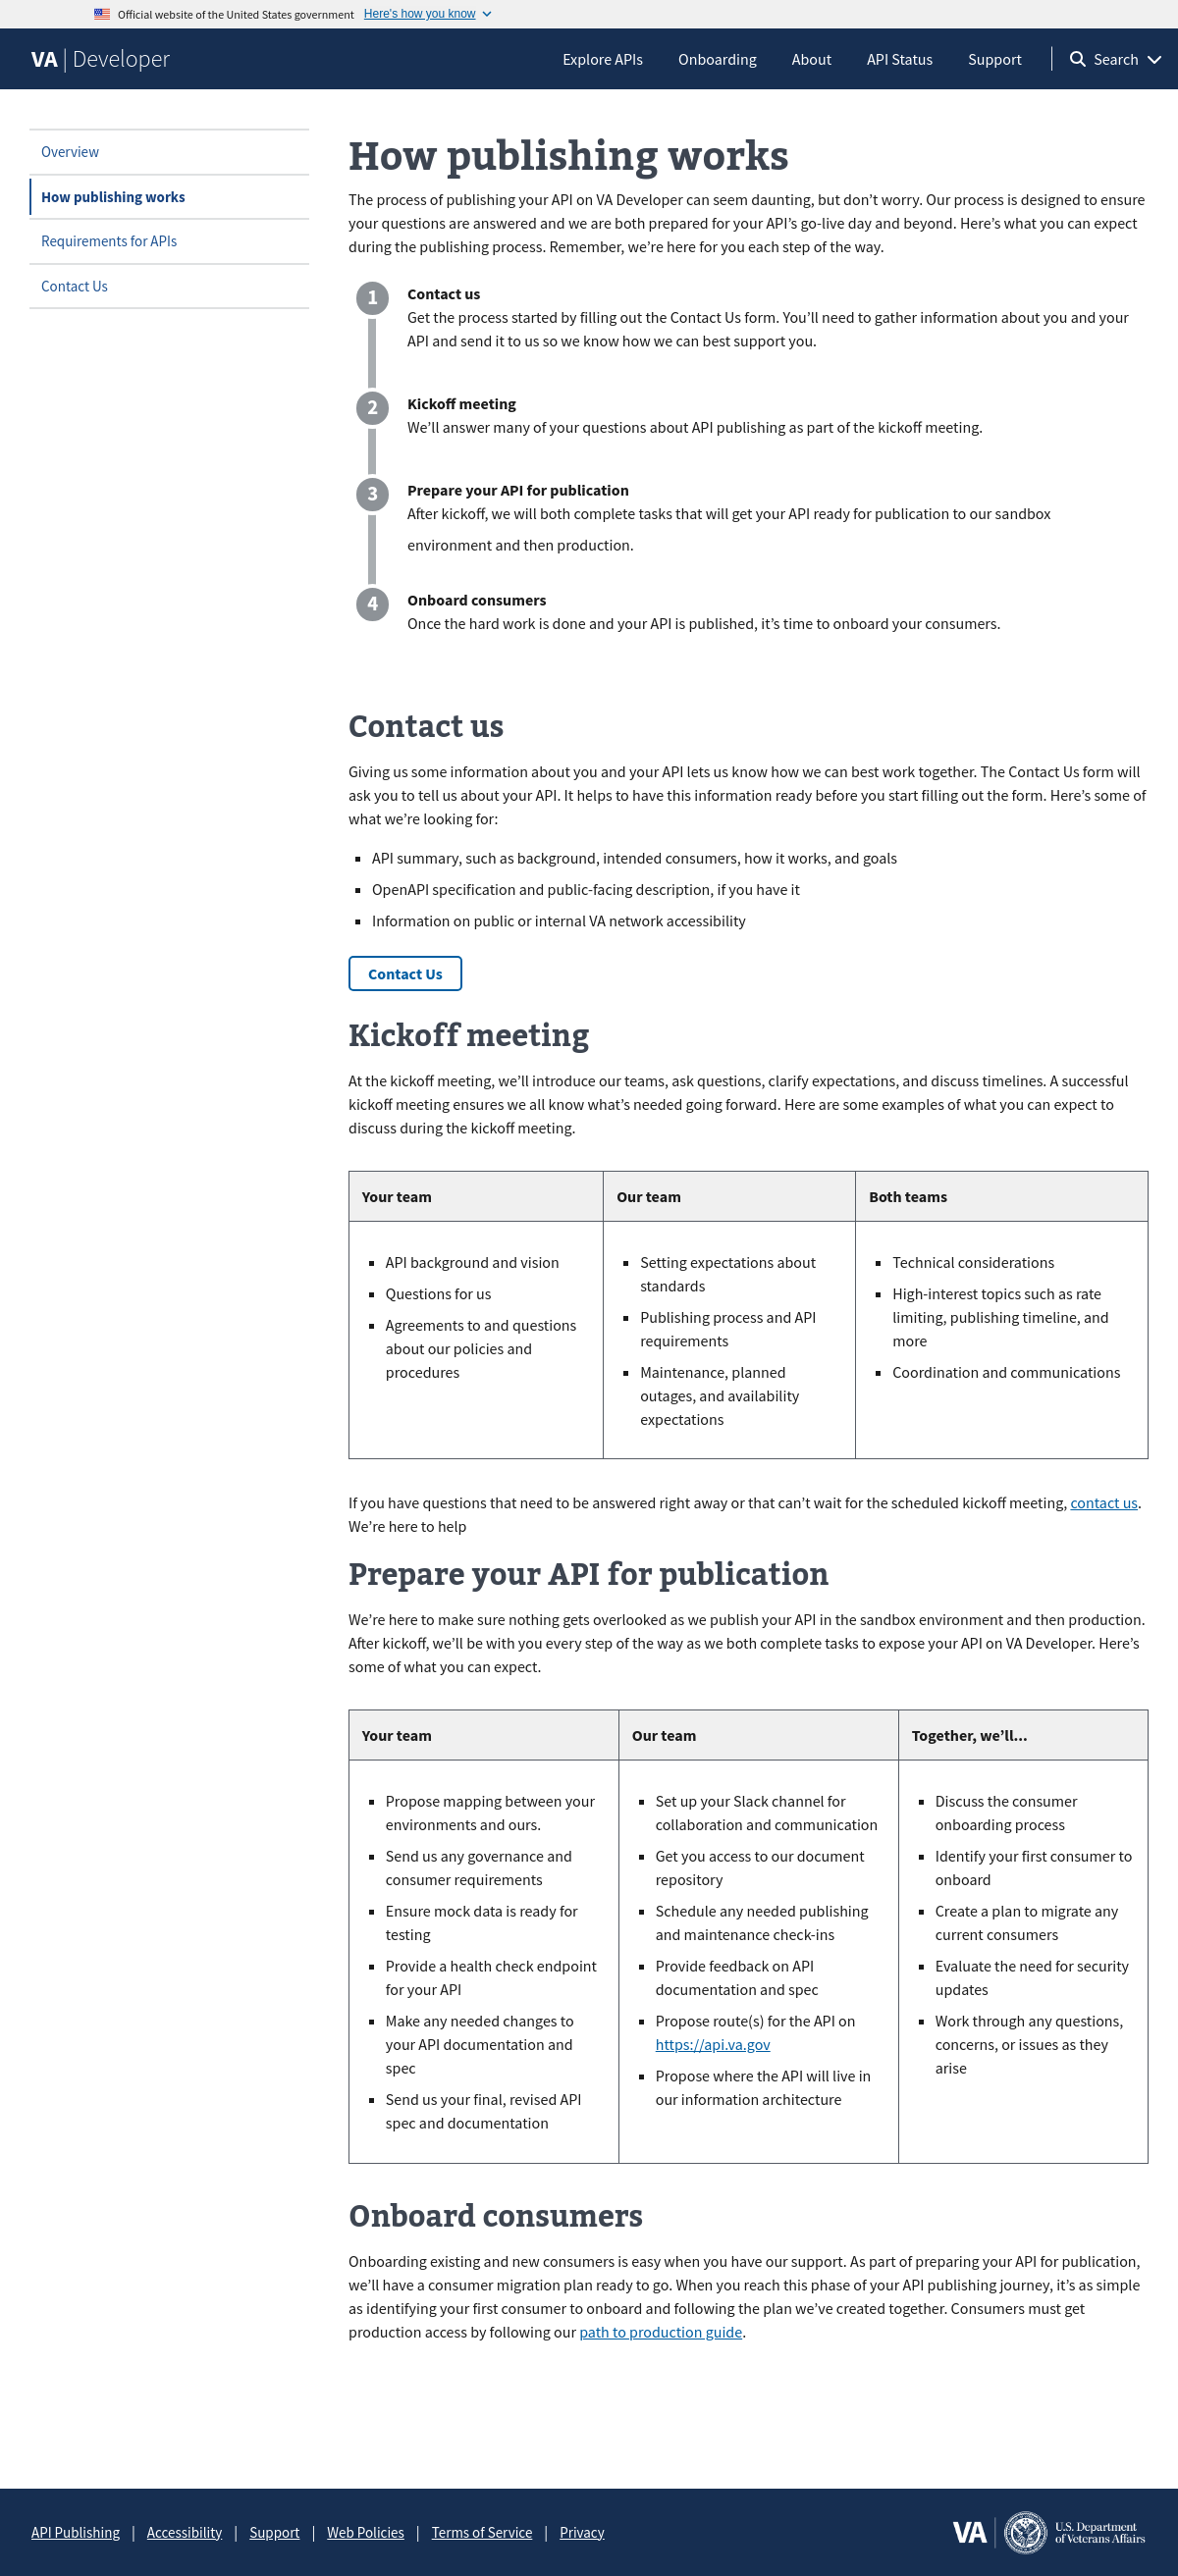 Official website of the United States government Here's how you know
VA Developer
Explore APIs Onboarding About API Status Support Search
Overview
How publishing works
Requirements for APIs
Contact Us
How publishing works
The process of publishing your API on VA Developer can seem daunting, but don’t worry. Our process is designed to ensure
your questions are answered and we are both prepared for your API’s go-live day and beyond. Here’s what you can expect
during the publishing process. Remember, we’re here for you each step of the way.
1 Contact us
Get the process started by filling out the Contact Us form. You’ll need to gather information about you and your
API and send it to us so we know how we can best support you.
2 Kickoff meeting
We’ll answer many of your questions about API publishing as part of the kickoff meeting.
3 Prepare your API for publication
After kickoff, we will both complete tasks that will get your API ready for publication to our sandbox
environment and then production.
4 Onboard consumers
Once the hard work is done and your API is published, it’s time to onboard your consumers.
Contact us
Giving us some information about you and your API lets us know how we can best work together. The Contact Us form will
ask you to tell us about your API. It helps to have this information ready before you start filling out the form. Here’s some of
what we’re looking for:
API summary, such as background, intended consumers, how it works, and goals
OpenAPI specification and public-facing description, if you have it
Information on public or internal VA network accessibility
Contact Us
Kickoff meeting
At the kickoff meeting, we’ll introduce our teams, ask questions, clarify expectations, and discuss timelines. A successful
kickoff meeting ensures we all know what’s needed going forward. Here are some examples of what you can expect to
discuss during the kickoff meeting.
Your team
Our team
Both teams
API background and vision
Questions for us
Agreements to and questions
about our policies and
procedures
Setting expectations about
standards
Publishing process and API
requirements
Maintenance, planned
outages, and availability
expectations
Technical considerations
High-interest topics such as rate
limiting, publishing timeline, and
more
Coordination and communications
If you have questions that need to be answered right away or that can’t wait for the scheduled kickoff meeting, contact us.
We’re here to help
Prepare your API for publication
We’re here to make sure nothing gets overlooked as we publish your API in the sandbox environment and then production.
After kickoff, we’ll be with you every step of the way as we both complete tasks to expose your API on VA Developer. Here’s
some of what you can expect.
Your team
Our team
Together, we’ll...
Propose mapping between your
environments and ours.
Send us any governance and
consumer requirements
Ensure mock data is ready for
testing
Provide a health check endpoint
for your API
Make any needed changes to
your API documentation and
spec
Send us your final, revised API
spec and documentation
Set up your Slack channel for
collaboration and communication
Get you access to our document
repository
Schedule any needed publishing
and maintenance check-ins
Provide feedback on API
documentation and spec
Propose route(s) for the API on
https://api.va.gov
Propose where the API will live in
our information architecture
Discuss the consumer
onboarding process
Identify your first consumer to
onboard
Create a plan to migrate any
current consumers
Evaluate the need for security
updates
Work through any questions,
concerns, or issues as they
arise
Onboard consumers
Onboarding existing and new consumers is easy when you have our support. As part of preparing your API for publication,
we’ll have a consumer migration plan ready to go. When you reach this phase of your API publishing journey, it’s as simple
as identifying your first consumer to onboard and following the plan we’ve created together. Consumers must get
production access by following our path to production guide.
API Publishing | Accessibility | Support | Web Policies | Terms of Service | Privacy
VA U.S. Department
of Veterans Affairs